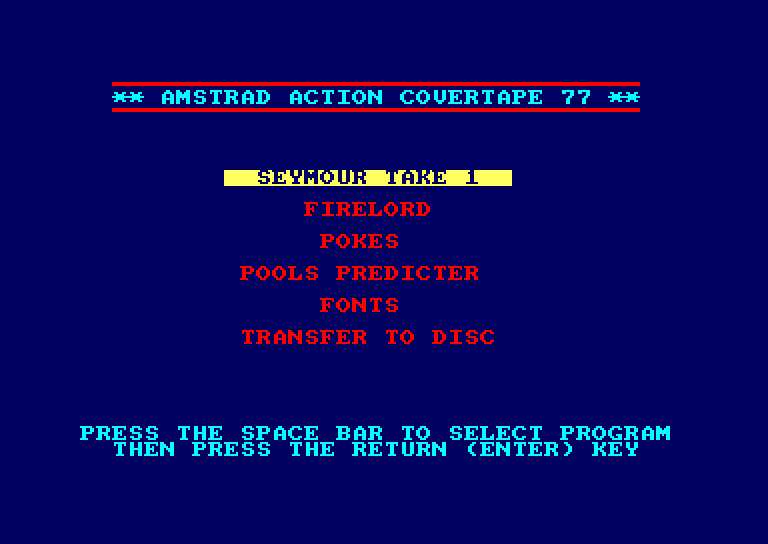 ** AMSTRAD ACTION COVERTAPE 77 **
SEYMOUR TAKE 1
FIRELORD
POKES
POOLS PREDICTER
FONTS
TRANSFER TO DISC
PRESS THE SPACE BAR TO SELECT PROGRAM
THEN PRESS THE RETURN (ENTER) KEY